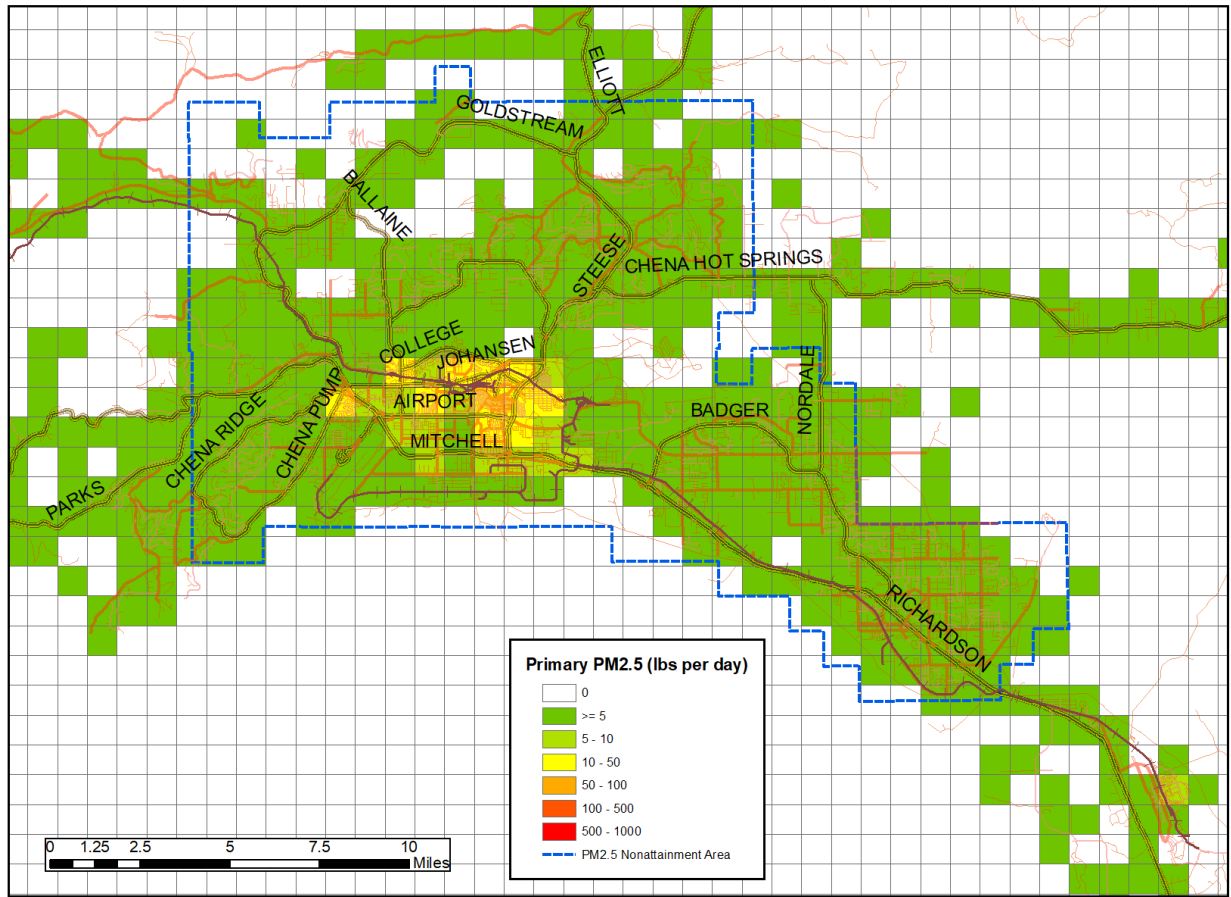 ELLIOTT
GOLDSTREAM
BALLAINE
STEESE
CHENA HOT SPRINGS
COLLEGE
JOHANSEN
NORDALE
CHENA PUMP
AIRPORT
BADGER
CHENA RIDGE
MITCHELL
PARKS
RICHARDSON
Primary PM2.5 (lbs per day)
0
>= 5
5 - 10
10 - 50
50 - 100
100 - 500
500 - 1000
PM2.5 Nonattainment Area
0 1.25 2.5 5 7.5 10
Miles